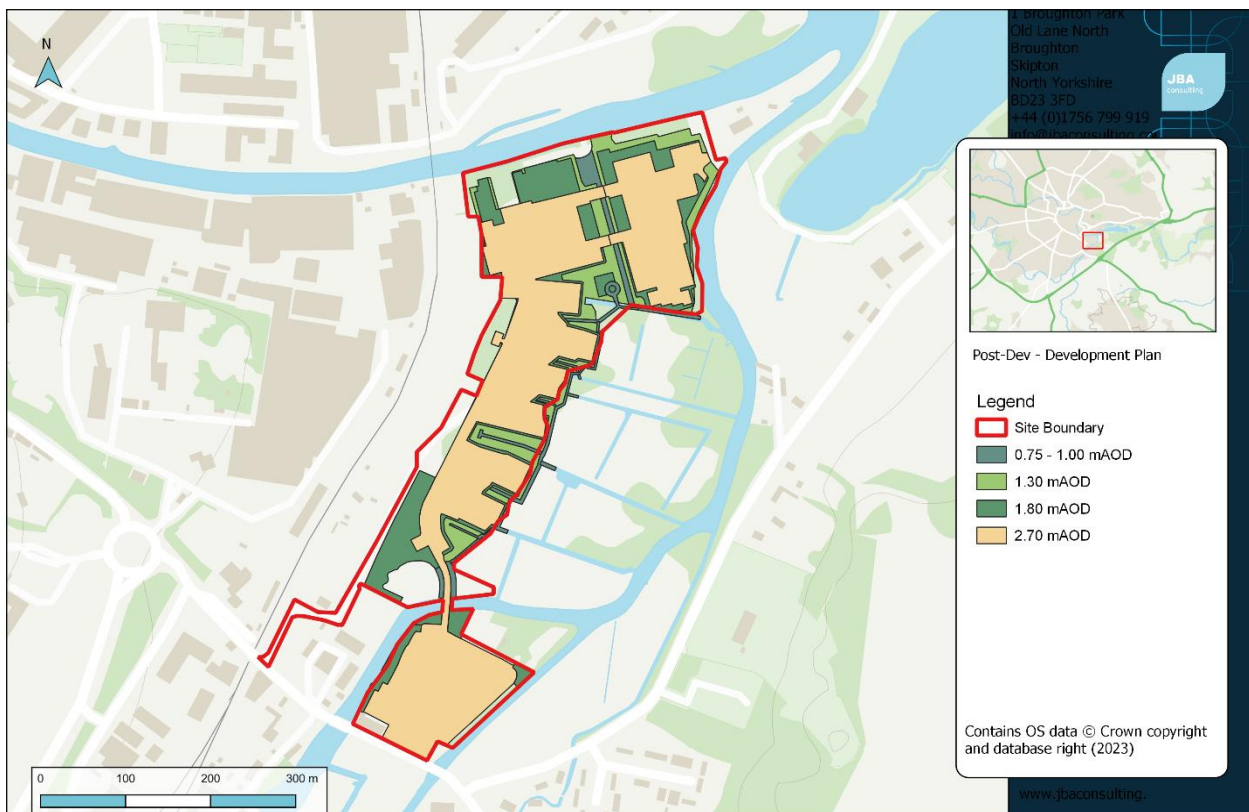 N
1 Broughton Park
Old Lane North
Broughton
Skipton
North Yorkshire
BD23 3FD
+44 (0)1756 799 919
info@jbaconsulting.c
JBA
consulting
Post-Dev - Development Plan
Legend
Site Boundary
0.75 - 1.00 mAOD
1.30 mAOD
1.80 mAOD
2.70 mAOD
Contains OS data © Crown copyright
and database right (2023)
0 100 200 300 m
www.jbaconsulting.